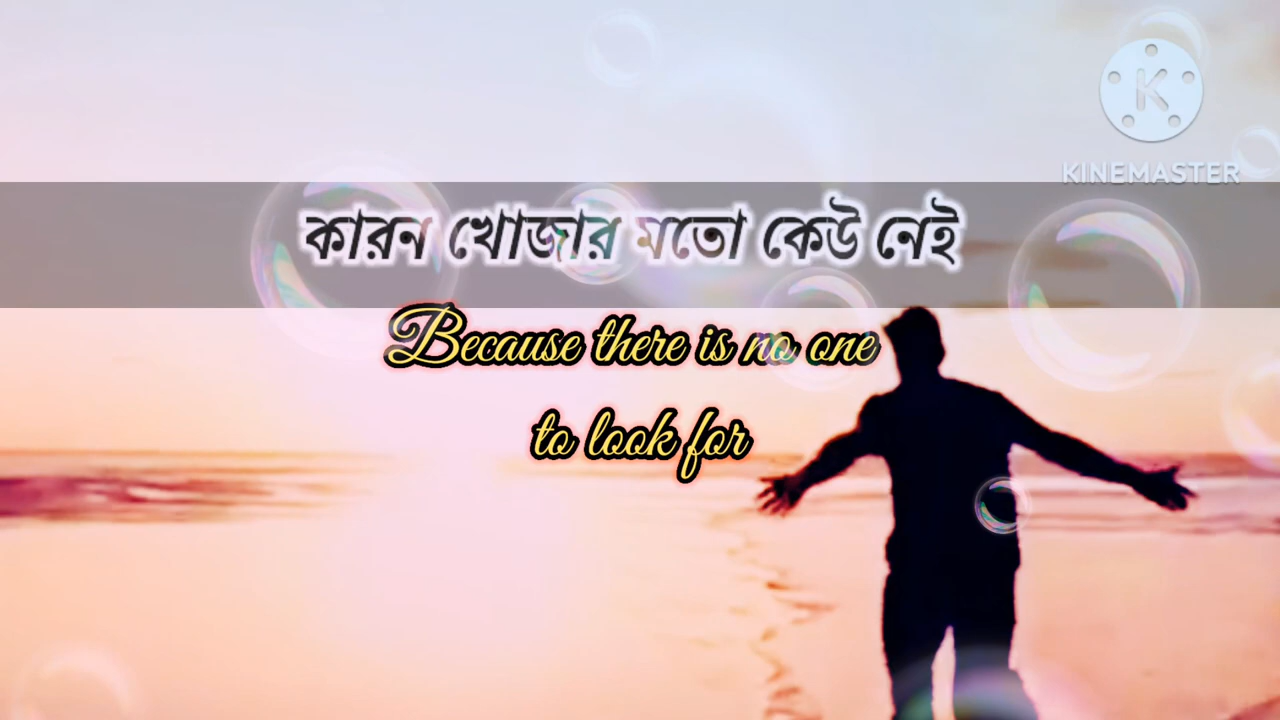 K
KINEMASTER
কারন খোজার মতো কেউ নেই
Because there is no one
to look for